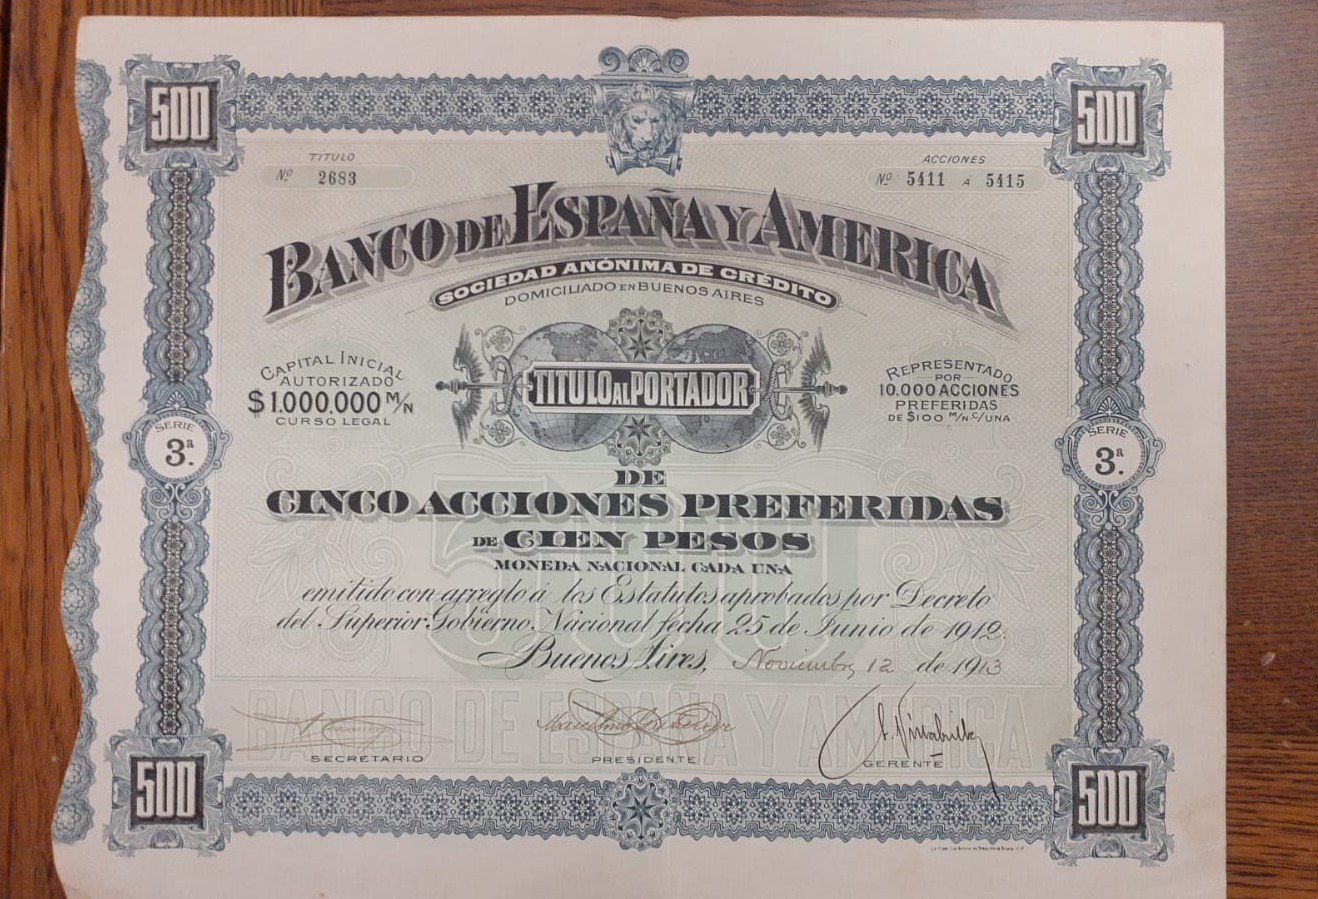 500
500
TITULO
Nº 2683
ACCIONES
Nº 5411 A 5415
BANCO DE ESPAÑA Y AMERICA
SOCIEDAD ANÓNIMA DE CRÉDITO
DOMICILIADO EN BUENOS AIRES
CAPITAL INICIAL
AUTORIZADO
$1.000,000 M/N
CURSO LEGAL
TITULO AL PORTADOR
REPRESENTADO
POR
10.000 ACCIONES
PREFERIDAS
DE $100 M/N C/UNA
SERIE
3ª.
SERIE
3ª.
DE
CINCO ACCIONES PREFERIDAS
DE CIEN PESOS
MONEDA NACIONAL CADA UNA
emitido con arreglo á los Estatutos aprobados por Decreto
del Superior Gobierno Nacional fecha 25 de Junio de 1912.
Buenos Aires, Noviembre 12 de 1913
500
BANCO DE ESPAÑA Y AMÉRICA
SECRETARIO
PRESIDENTE
GERENTE
500
500